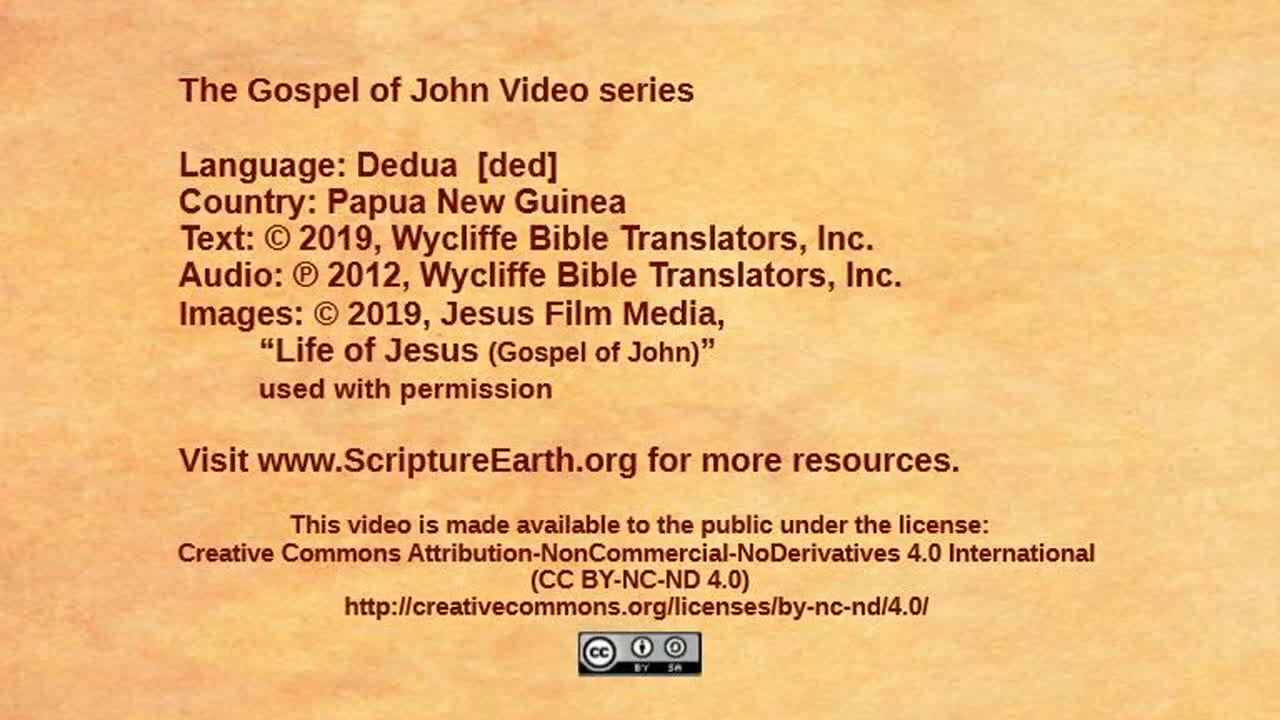 The Gospel of John Video series
Language: Dedua [ded]
Country: Papua New Guinea
Text: © 2019, Wycliffe Bible Translators, Inc.
Audio: ℗ 2012, Wycliffe Bible Translators, Inc.
Images: © 2019, Jesus Film Media,
“Life of Jesus (Gospel of John)”
used with permission
Visit www.ScriptureEarth.org for more resources.
This video is made available to the public under the license:
Creative Commons Attribution-NonCommercial-NoDerivatives 4.0 International
(CC BY-NC-ND 4.0)
http://creativecommons.org/licenses/by-nc-nd/4.0/
cc BY SA